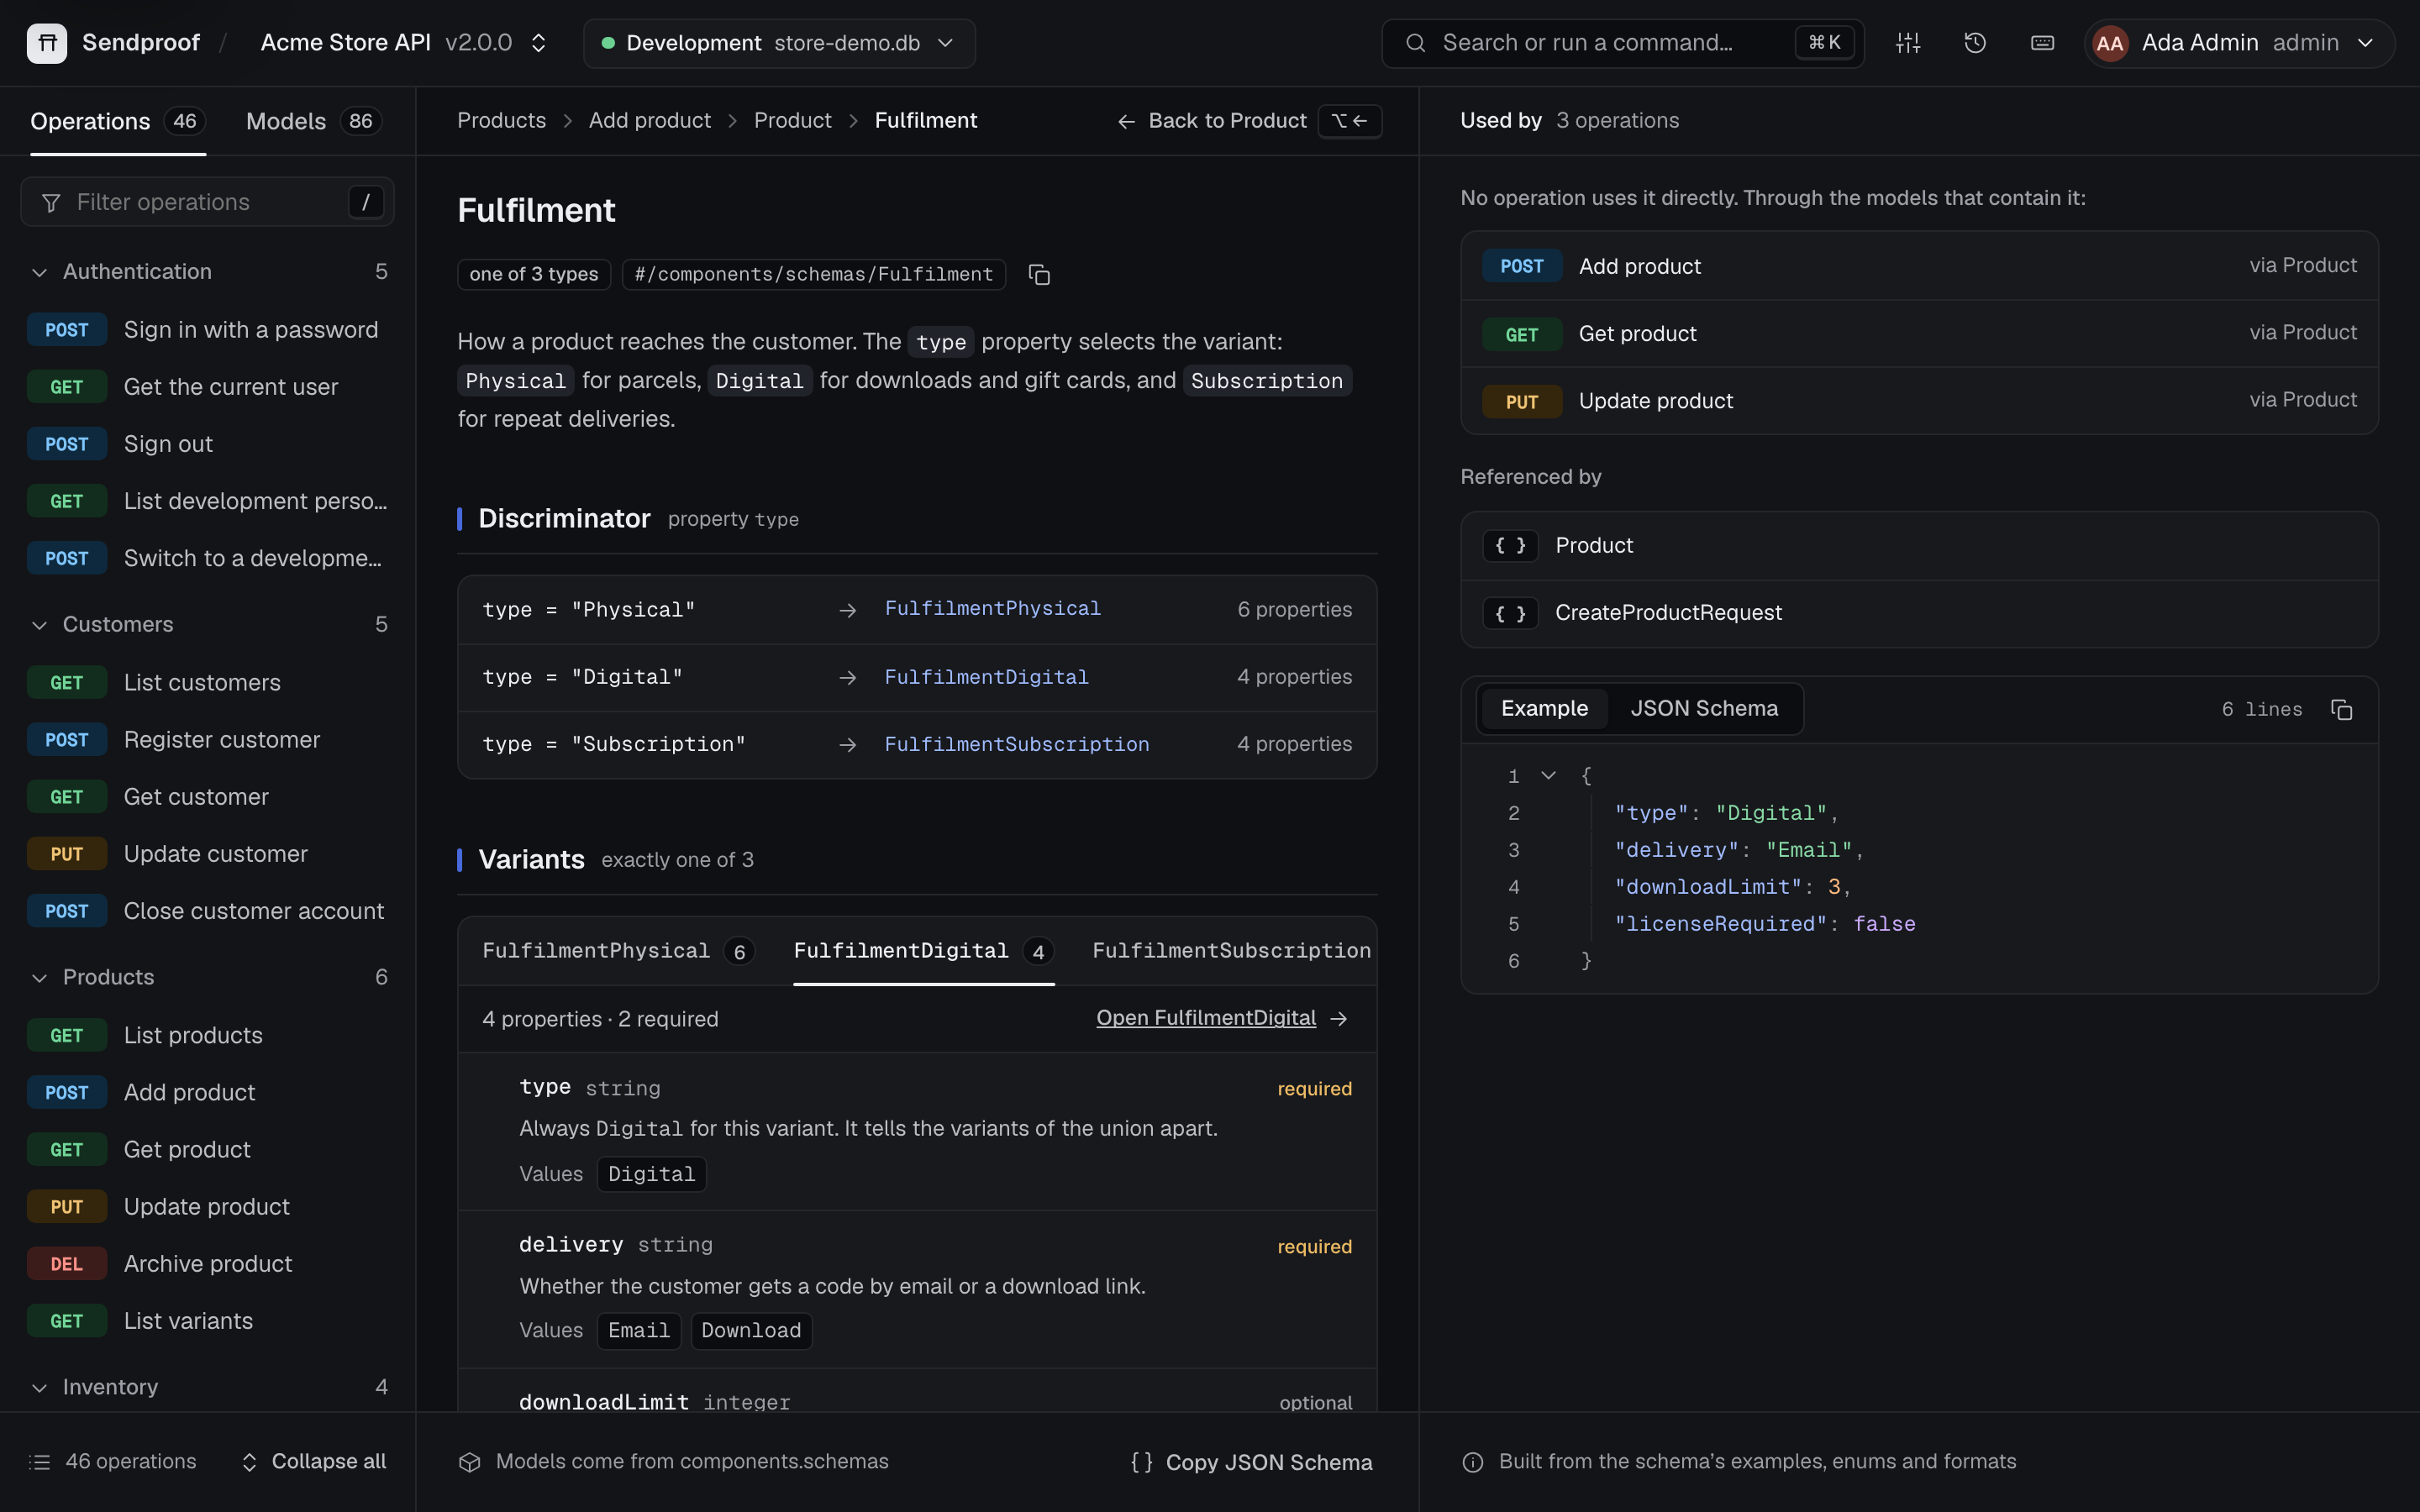 Sendproof / Acme Store API v2.0.0
Development store-demo.db
Search or run a command... ⌘K
AA Ada Admin admin
Operations 46 Models 86
Filter operations /
Authentication 5
POST Sign in with a password
GET Get the current user
POST Sign out
GET List development perso...
POST Switch to a developme...
Customers 5
GET List customers
POST Register customer
GET Get customer
PUT Update customer
POST Close customer account
Products 6
GET List products
POST Add product
GET Get product
PUT Update product
DEL Archive product
GET List variants
Inventory 4
46 operations Collapse all
Products > Add product > Product > Fulfilment
← Back to Product ⌥←
Fulfilment
one of 3 types #/components/schemas/Fulfilment
How a product reaches the customer. The type property selects the variant:
Physical for parcels, Digital for downloads and gift cards, and Subscription
for repeat deliveries.
Discriminator property type
type = "Physical" → FulfilmentPhysical 6 properties
type = "Digital" → FulfilmentDigital 4 properties
type = "Subscription" → FulfilmentSubscription 4 properties
Variants exactly one of 3
FulfilmentPhysical 6 FulfilmentDigital 4 FulfilmentSubscription
4 properties · 2 required Open FulfilmentDigital →
type string required
Always Digital for this variant. It tells the variants of the union apart.
Values Digital
delivery string required
Whether the customer gets a code by email or a download link.
Values Email Download
downloadLimit integer optional
Models come from components.schemas
{} Copy JSON Schema
Used by 3 operations
No operation uses it directly. Through the models that contain it:
POST Add product via Product
GET Get product via Product
PUT Update product via Product
Referenced by
{ } Product
{ } CreateProductRequest
Example JSON Schema 6 lines
1 {
2 "type": "Digital",
3 "delivery": "Email",
4 "downloadLimit": 3,
5 "licenseRequired": false
6 }
Built from the schema’s examples, enums and formats